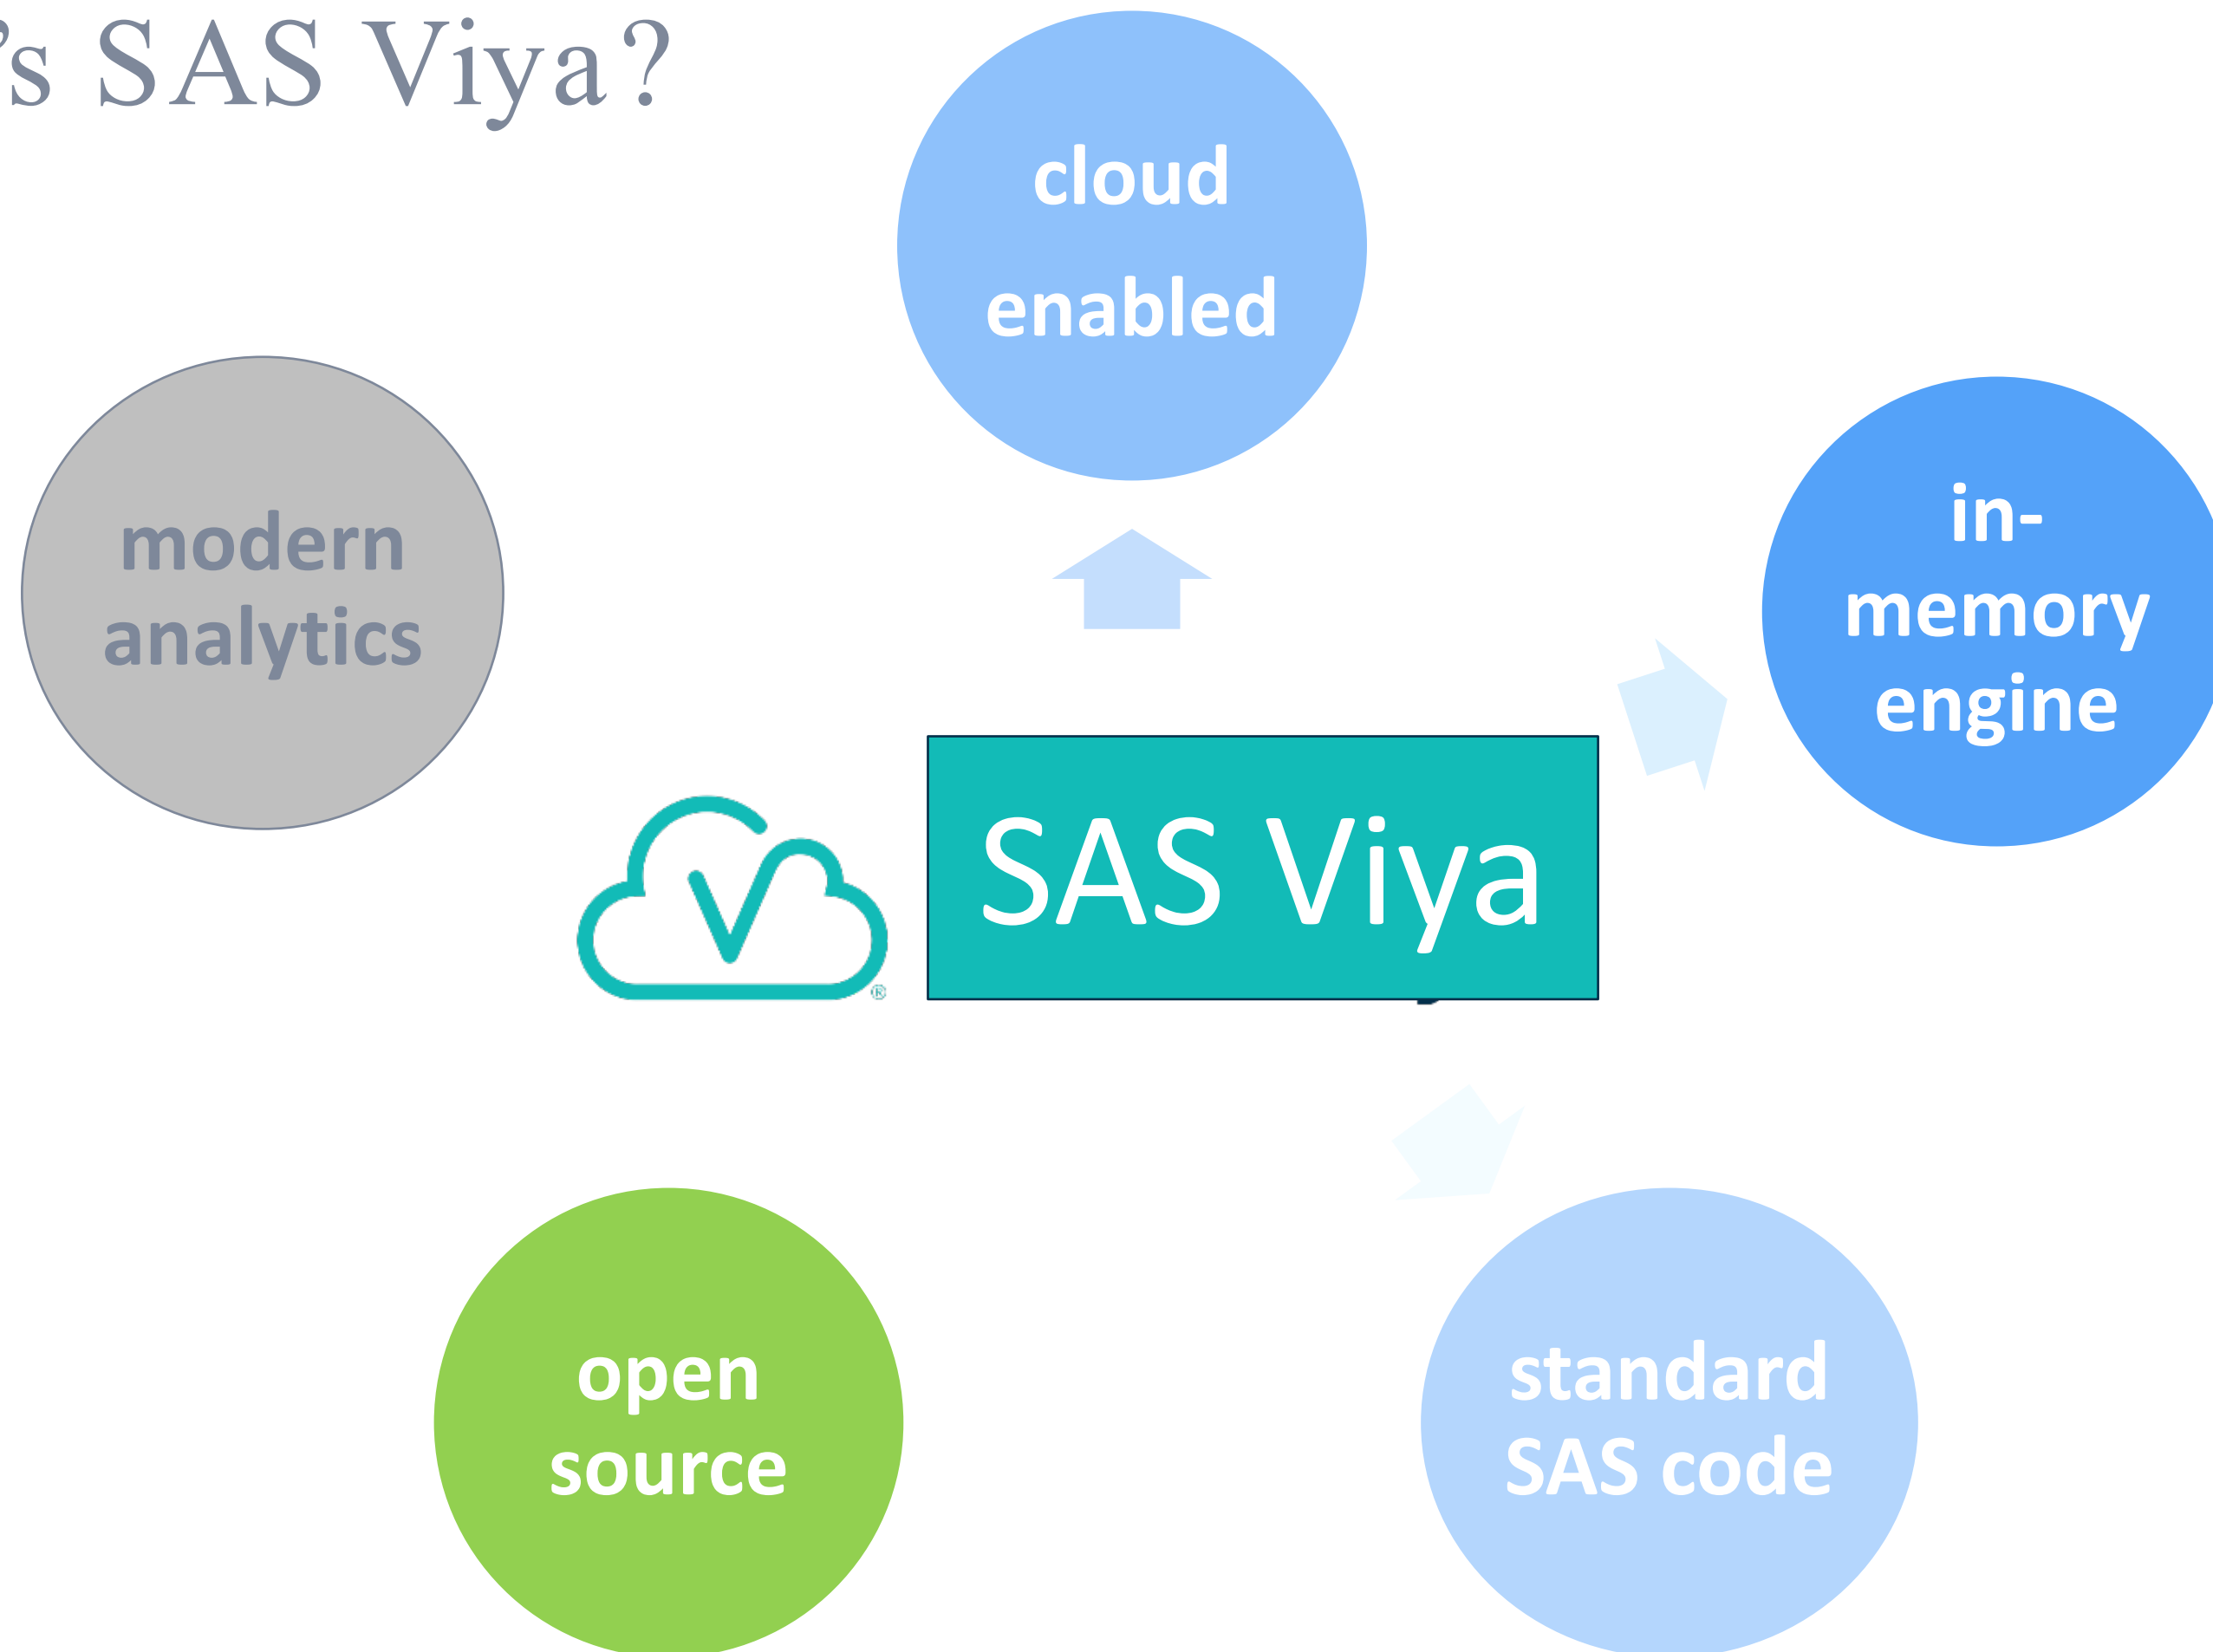 ’s SAS Viya?
cloud
enabled
modern
analytics
in-
memory
engine
SAS Viya
®
open
source
standard
SAS code